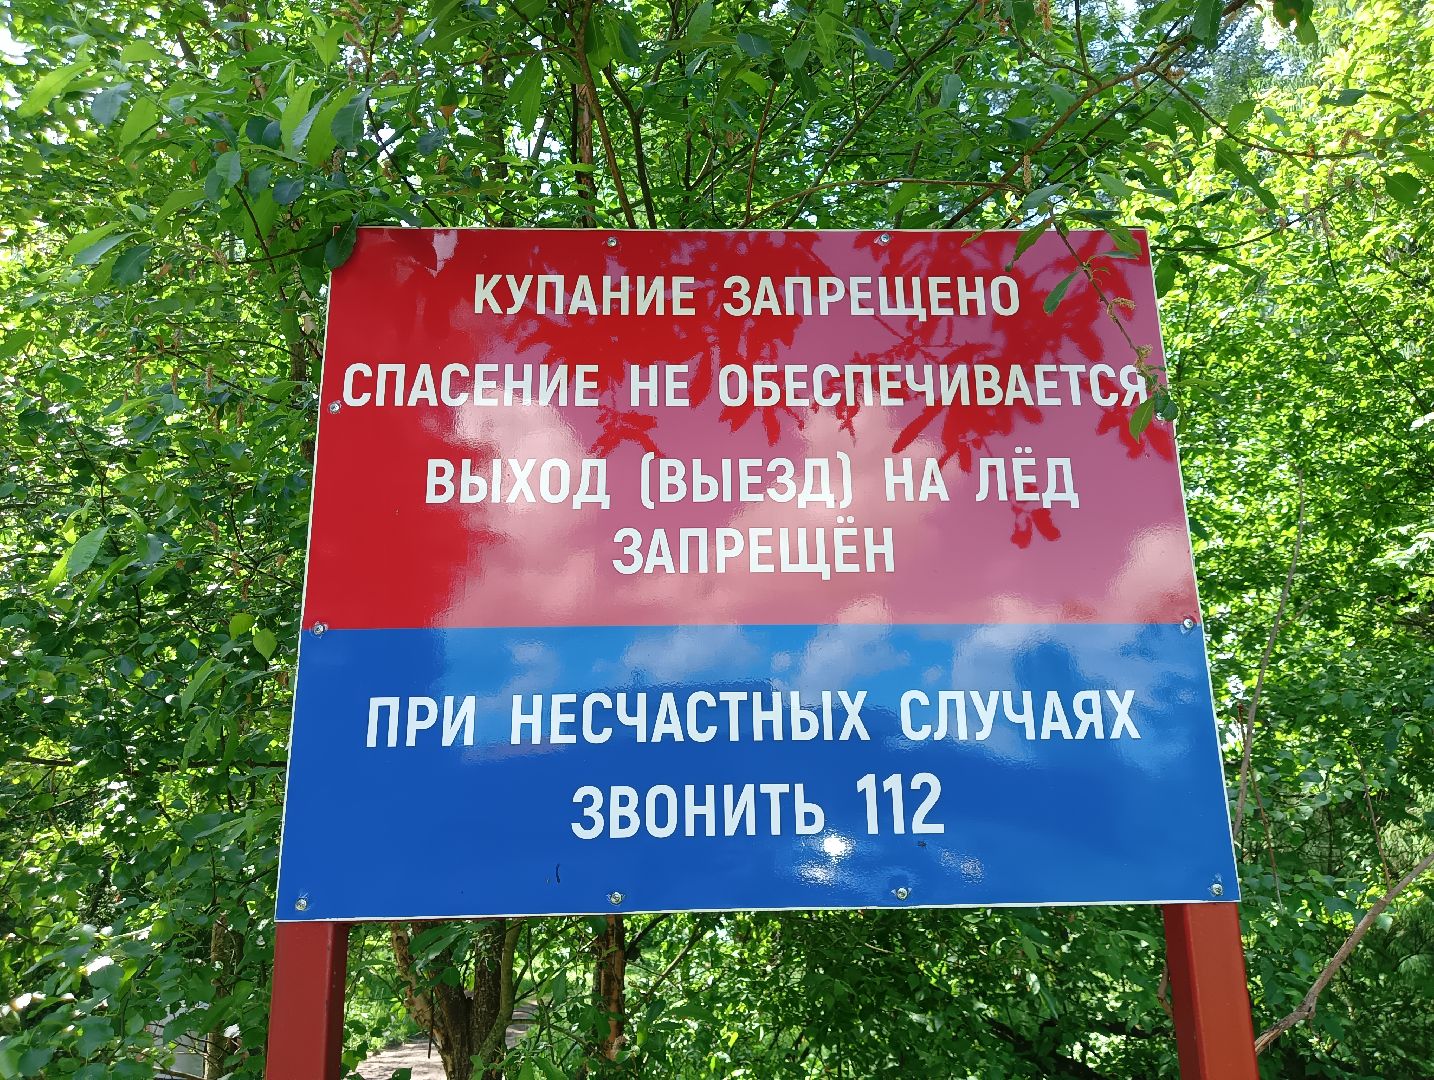 КУПАНИЕ ЗАПРЕЩЕНО
СПАСЕНИЕ НЕ ОБЕСПЕЧИВАЕТСЯ
ВЫХОД (ВЫЕЗД) НА ЛЁД
ЗАПРЕЩЁН
ПРИ НЕСЧАСТНЫХ СЛУЧАЯХ
ЗВОНИТЬ 112